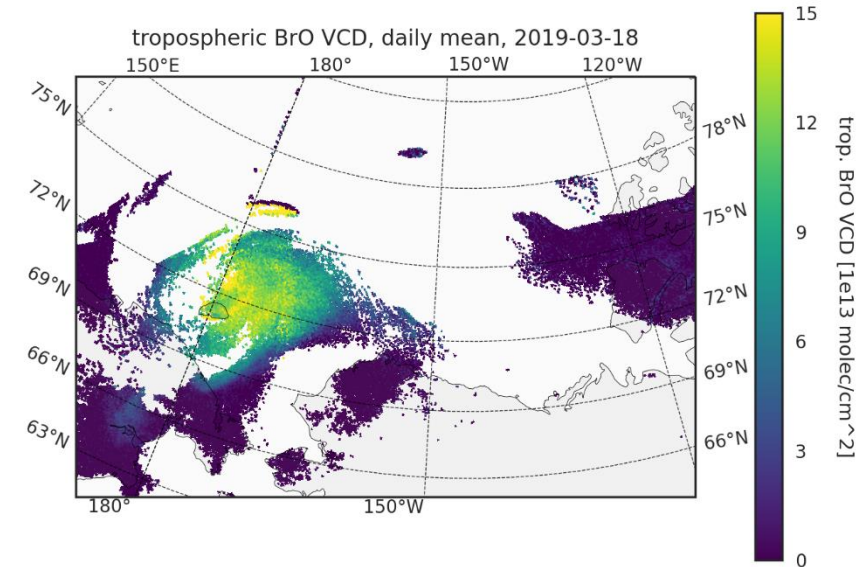 tropospheric BrO VCD, daily mean, 2019-03-18
150°E 180° 150°W 120°W
75°N
72°N
69°N
66°N
63°N
78°N
75°N
72°N
69°N
66°N
180° 150°W
15
12
9
6
3
0
trop. BrO VCD [1e13 molec/cm^2]